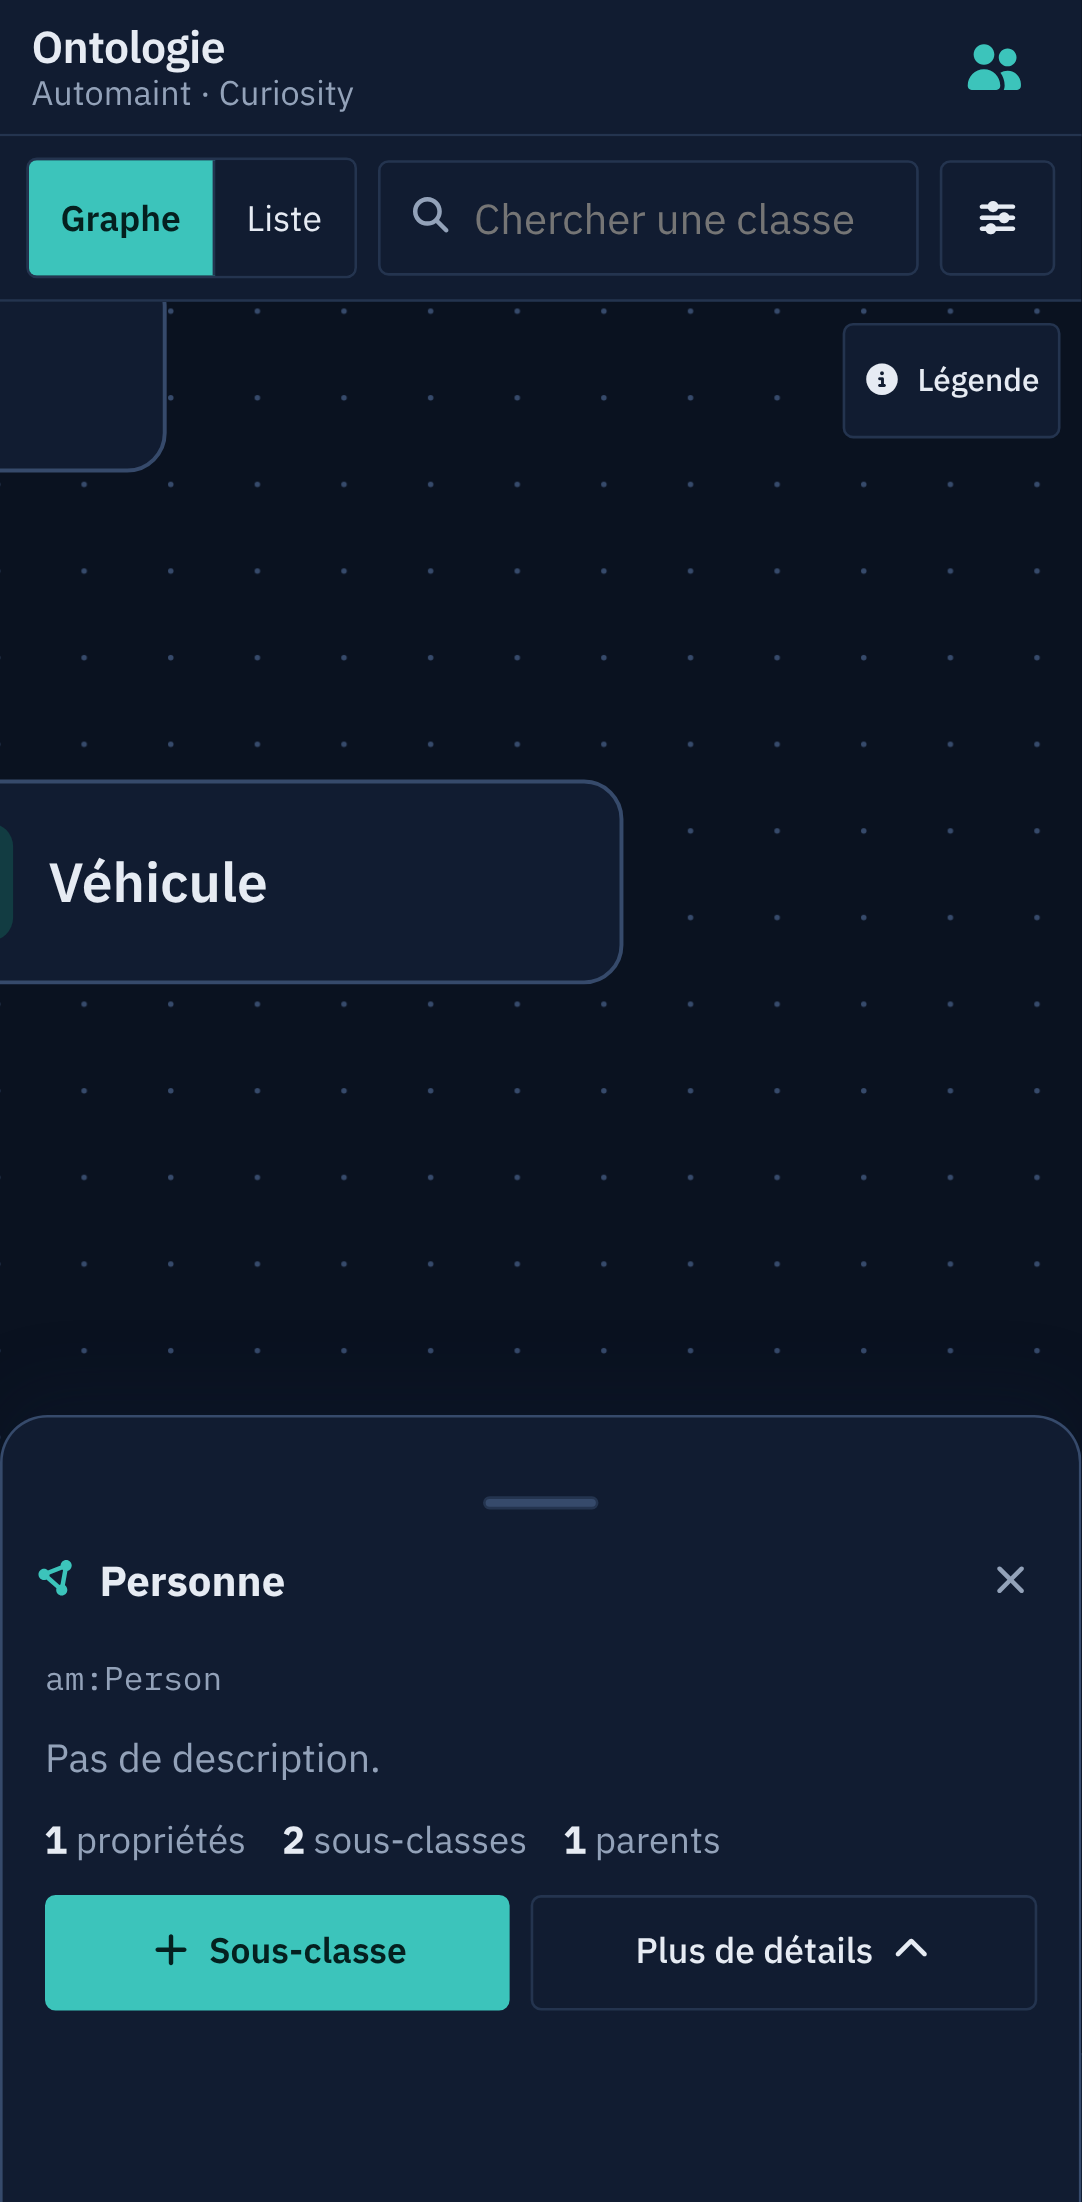 Ontologie
Automaint · Curiosity
Graphe
Liste
Chercher une classe
Légende
Véhicule
Personne
am:Person
Pas de description.
1 propriétés 2 sous-classes 1 parents
Sous-classe
Plus de détails